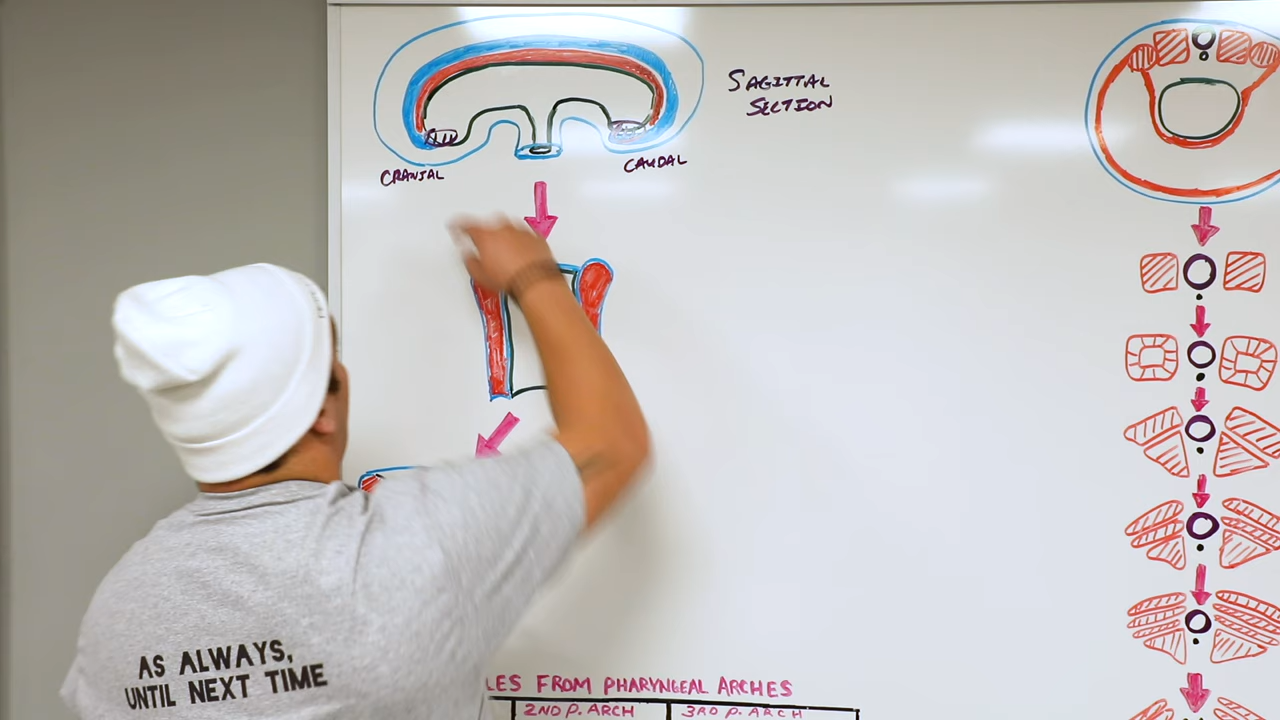 SAGITTAL
SECTION
CRANIAL
CAUDAL
AS ALWAYS,
UNTIL NEXT TIME
LES FROM PHARYNGEAL ARCHES
2ND P. ARCH
3RD P. ARCH